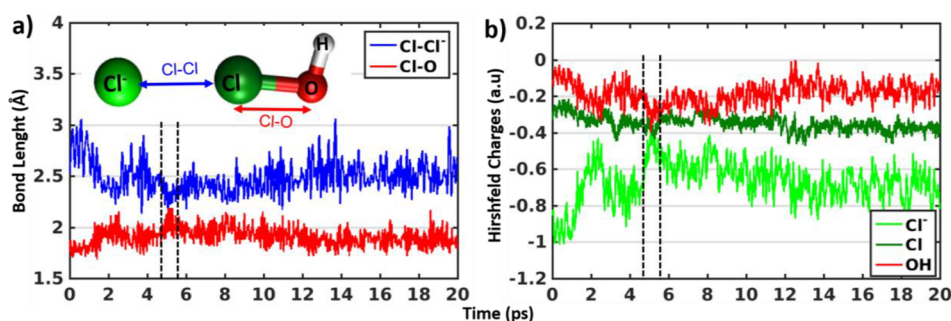 a)
Bond Lenght (Å)
4
3.5
3
2.5
2
1.5
0 2 4 6 8 10 12 14 16 18 20
Cl⁻
Cl-Cl
Cl
O
H
Cl-O
Cl-Cl⁻
Cl-O
b)
Hirshfeld Charges (a.u)
0.2
0
-0.2
-0.4
-0.6
-0.8
-1
-1.2
0 2 4 6 8 10 12 14 16 18 20
Cl⁻
Cl
OH
Time (ps)